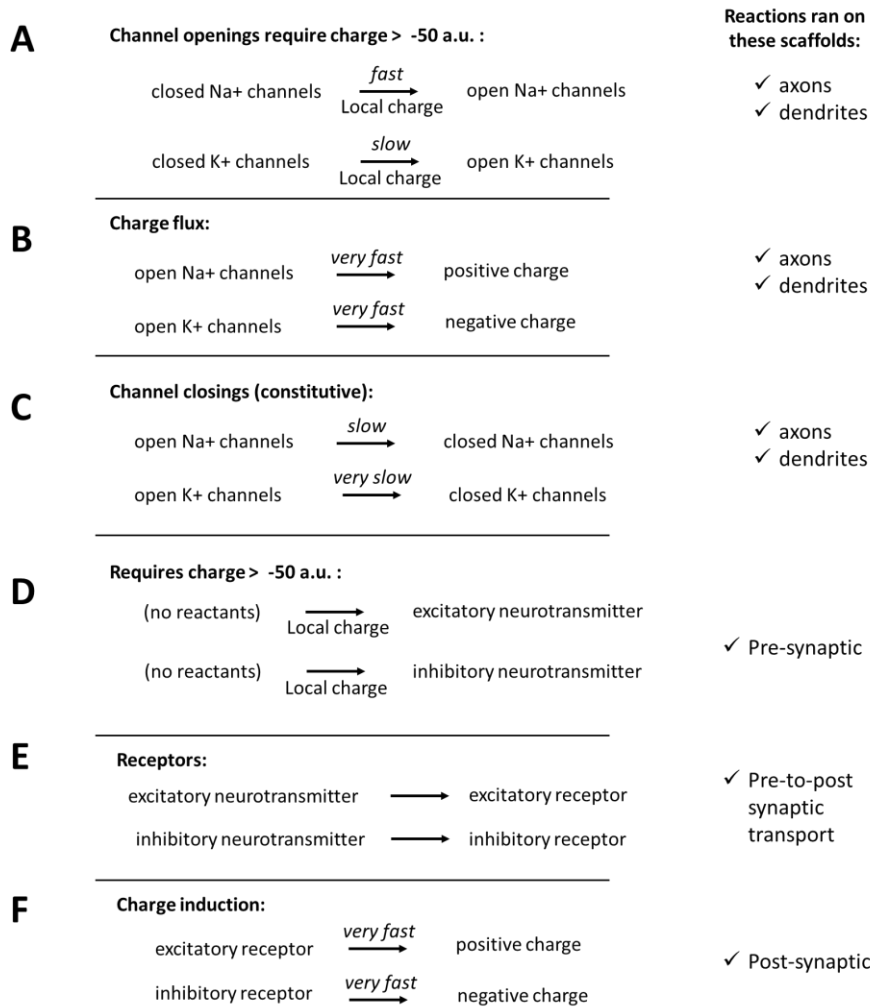 Reactions ran on
these scaffolds:
A
Channel openings require charge > -50 a.u. :
closed Na+ channels fast Local charge open Na+ channels
closed K+ channels slow Local charge open K+ channels
✓ axons
✓ dendrites
B
Charge flux:
open Na+ channels very fast positive charge
open K+ channels very fast negative charge
✓ axons
✓ dendrites
C
Channel closings (constitutive):
open Na+ channels slow closed Na+ channels
open K+ channels very slow closed K+ channels
✓ axons
✓ dendrites
D
Requires charge > -50 a.u. :
(no reactants) Local charge excitatory neurotransmitter
(no reactants) Local charge inhibitory neurotransmitter
✓ Pre-synaptic
E
Receptors:
excitatory neurotransmitter excitatory receptor
inhibitory neurotransmitter inhibitory receptor
✓ Pre-to-post
synaptic
transport
F
Charge induction:
excitatory receptor very fast positive charge
inhibitory receptor very fast negative charge
✓ Post-synaptic